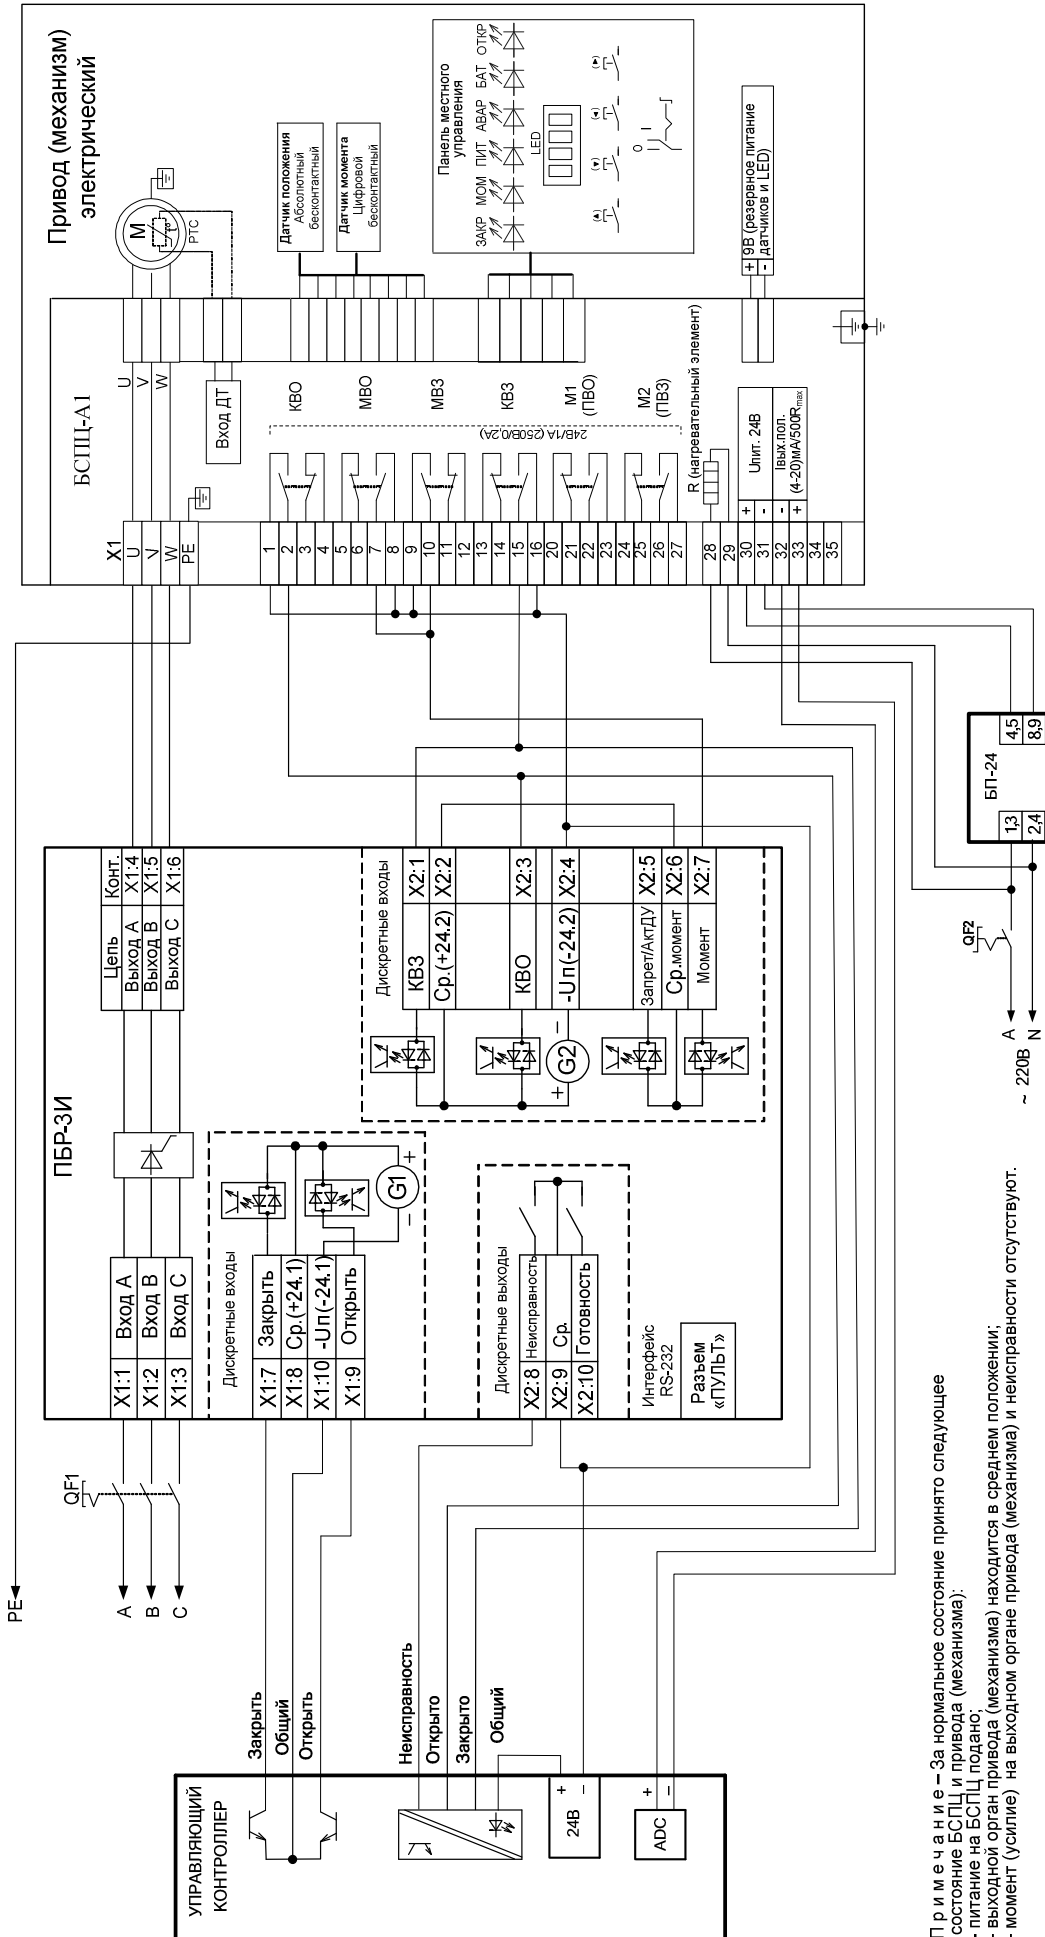 Привод (механизм)
электрический
БСПЦ-А1
M
t°
PTC
Вход ДТ
Датчик положения
Абсолютный
бесконтактный
Датчик момента
Цифровой
бесконтактный
Панель местного
управления
ЗАКР
МОМ
ПИТ
АВАР
БАТ
ОТКР
LED
O
I
+
-
9В (резервное питание
датчиков и LED)
U
V
W
КВО
МВО
МВЗ
КВЗ
М1
(ПВО)
М2
(ПВЗ)
24В/1А (250В/0,2А)
R (нагревательный элемент)
+
-
Uпит. 24В
-
+
Iвых.пол.
(4-20)мА/500Rmax
X1
U
V
W
PE
1
2
3
4
5
6
7
8
9
10
11
12
13
14
15
16
20
21
22
23
24
25
26
27
28
29
30
31
32
33
34
35
ПБР-3И
Цепь
Конт.
Выход А
X1:4
Выход В
X1:5
Выход С
X1:6
X1:1
Вход А
X1:2
Вход В
X1:3
Вход С
Дискретные входы
X1:7
Закрыть
X1:8
Ср.(+24.1)
X1:10
-Uп(-24.1)
X1:9
Открыть
G1
+
−
Дискретные входы
КВЗ
X2:1
Ср.(+24.2)
X2:2
КВО
X2:3
-Uп(-24.2)
X2:4
Запрет/АктДУ
X2:5
Ср.момент
X2:6
Момент
X2:7
G2
+
−
Дискретные выходы
X2:8
Неисправность
X2:9
Ср.
X2:10
Готовность
Интерфейс
RS-232
Разъем
«ПУЛЬТ»
БП-24
1,3
2,4
4,5
8,9
QF2
A
N
~ 220В
QF1
PE
A
B
C
Закрыть
Общий
Открыть
Неисправность
Открыто
Закрыто
Общий
УПРАВЛЯЮЩИЙ
КОНТРОЛЛЕР
24В
+
−
ADC
+
−
П р и м е ч а н и е – За нормальное состояние принято следующее
состояние БСПЦ и привода (механизма):
- питание на БСПЦ подано;
- выходной орган привода (механизма) находится в среднем положении;
- момент (усилие) на выходном органе привода (механизма) и неисправности отсутствуют.